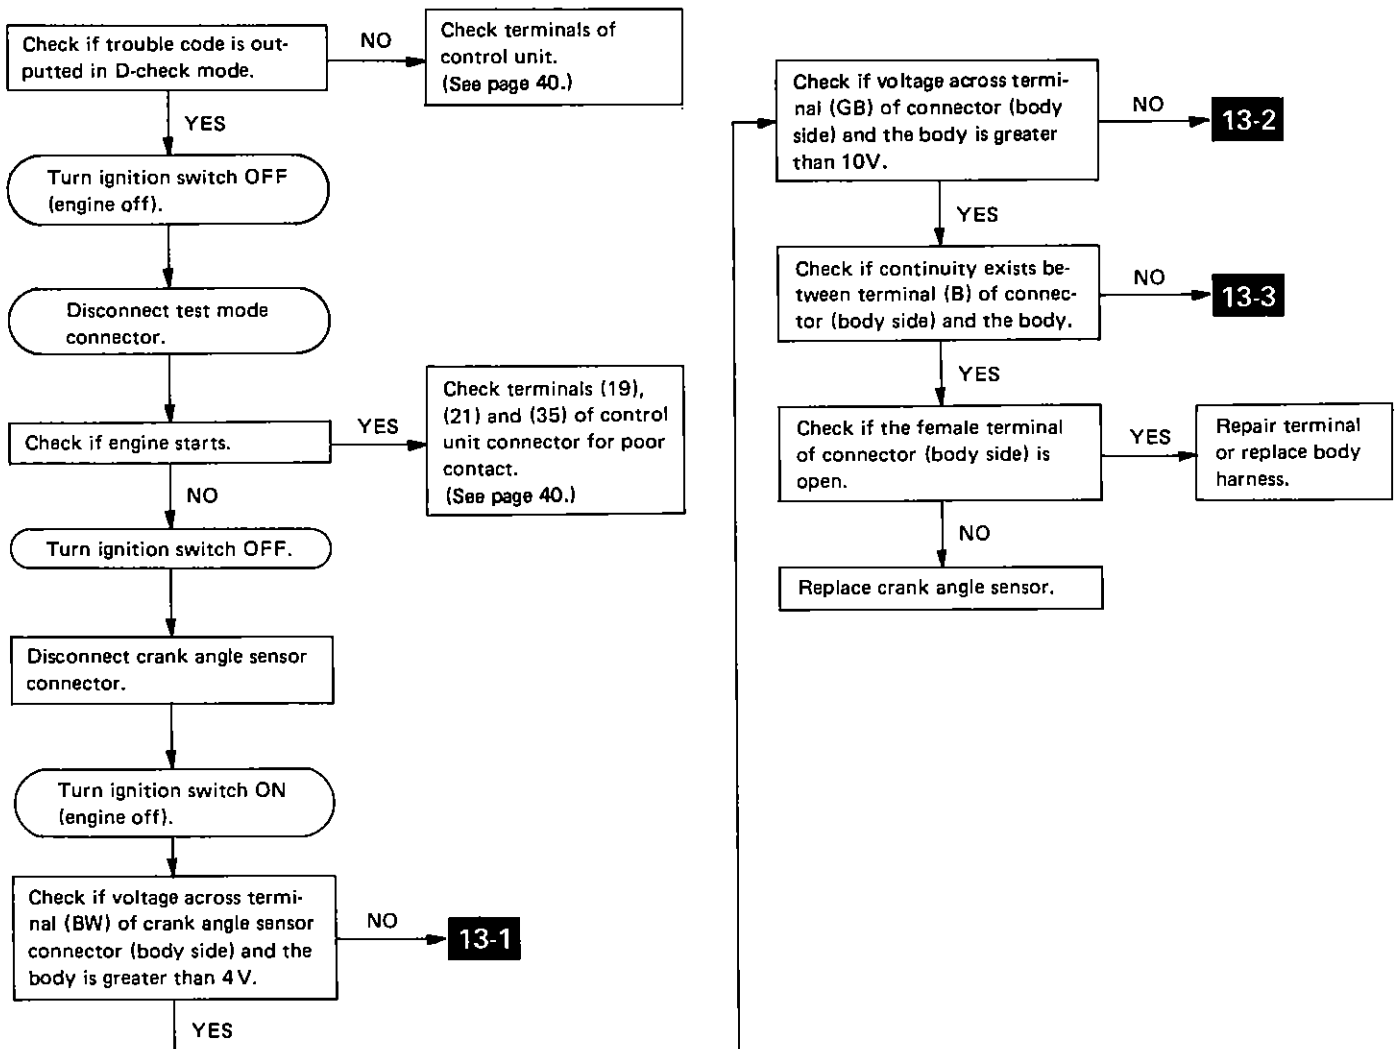 Check if trouble code is out-
putted in D-check mode.
NO
Check terminals of
control unit.
(See page 40.)
YES
Turn ignition switch OFF
(engine off).
Disconnect test mode
connector.
Check if engine starts.
YES
Check terminals (19),
(21) and (35) of control
unit connector for poor
contact.
(See page 40.)
NO
Turn ignition switch OFF.
Disconnect crank angle sensor
connector.
Turn ignition switch ON
(engine off).
Check if voltage across termi-
nal (BW) of crank angle sensor
connector (body side) and the
body is greater than 4V.
NO
13-1
YES
Check if voltage across termi-
nal (GB) of connector (body
side) and the body is greater
than 10V.
NO
13-2
YES
Check if continuity exists be-
tween terminal (B) of connec-
tor (body side) and the body.
NO
13-3
YES
Check if the female terminal
of connector (body side) is
open.
YES
Repair terminal
or replace body
harness.
NO
Replace crank angle sensor.